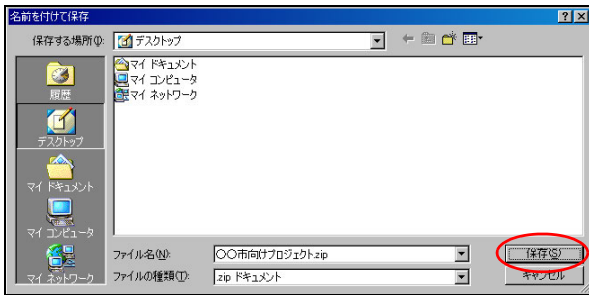 名前を付けて保存
保存する場所(I):
デスクトップ
履歴
デスクトップ
マイ ドキュメント
マイ コンピュータ
マイ ネットワーク
マイ ドキュメント
マイ コンピュータ
マイ ネットワーク
ファイル名(N):
〇〇市向けプロジェクト.zip
保存(S)
ファイルの種類(T):
.zip ドキュメント
キャンセル